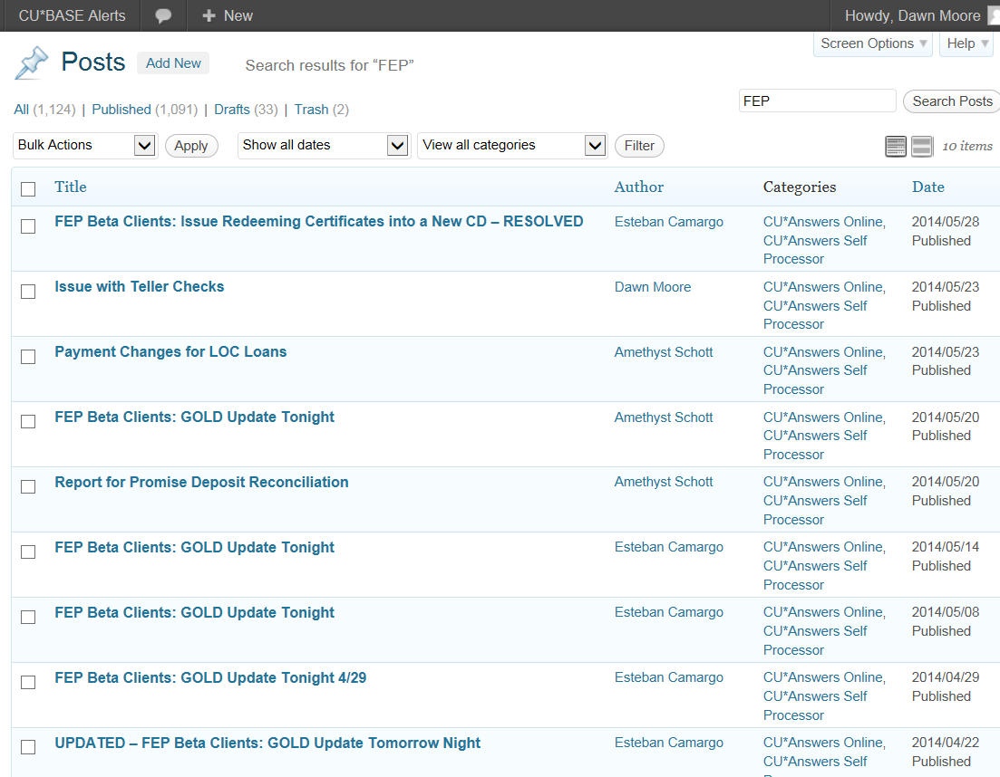 CU*BASE Alerts + New Howdy, Dawn Moore
Screen Options Help
Posts Add New Search results for “FEP”
All (1,124) | Published (1,091) | Drafts (33) | Trash (2)
FEP Search Posts
Bulk Actions Apply Show all dates View all categories Filter 10 items
Title Author Categories Date
FEP Beta Clients: Issue Redeeming Certificates into a New CD – RESOLVED Esteban Camargo CU*Answers Online, 2014/05/28
CU*Answers Self Published
Processor
Issue with Teller Checks Dawn Moore CU*Answers Online, 2014/05/23
CU*Answers Self Published
Processor
Payment Changes for LOC Loans Amethyst Schott CU*Answers Online, 2014/05/23
CU*Answers Self Published
Processor
FEP Beta Clients: GOLD Update Tonight Amethyst Schott CU*Answers Online, 2014/05/20
CU*Answers Self Published
Processor
Report for Promise Deposit Reconciliation Amethyst Schott CU*Answers Online, 2014/05/20
CU*Answers Self Published
Processor
FEP Beta Clients: GOLD Update Tonight Esteban Camargo CU*Answers Online, 2014/05/14
CU*Answers Self Published
Processor
FEP Beta Clients: GOLD Update Tonight Esteban Camargo CU*Answers Online, 2014/05/08
CU*Answers Self Published
Processor
FEP Beta Clients: GOLD Update Tonight 4/29 Esteban Camargo CU*Answers Online, 2014/04/29
CU*Answers Self Published
Processor
UPDATED – FEP Beta Clients: GOLD Update Tomorrow Night Esteban Camargo CU*Answers Online, 2014/04/22
CU*Answers Self Published